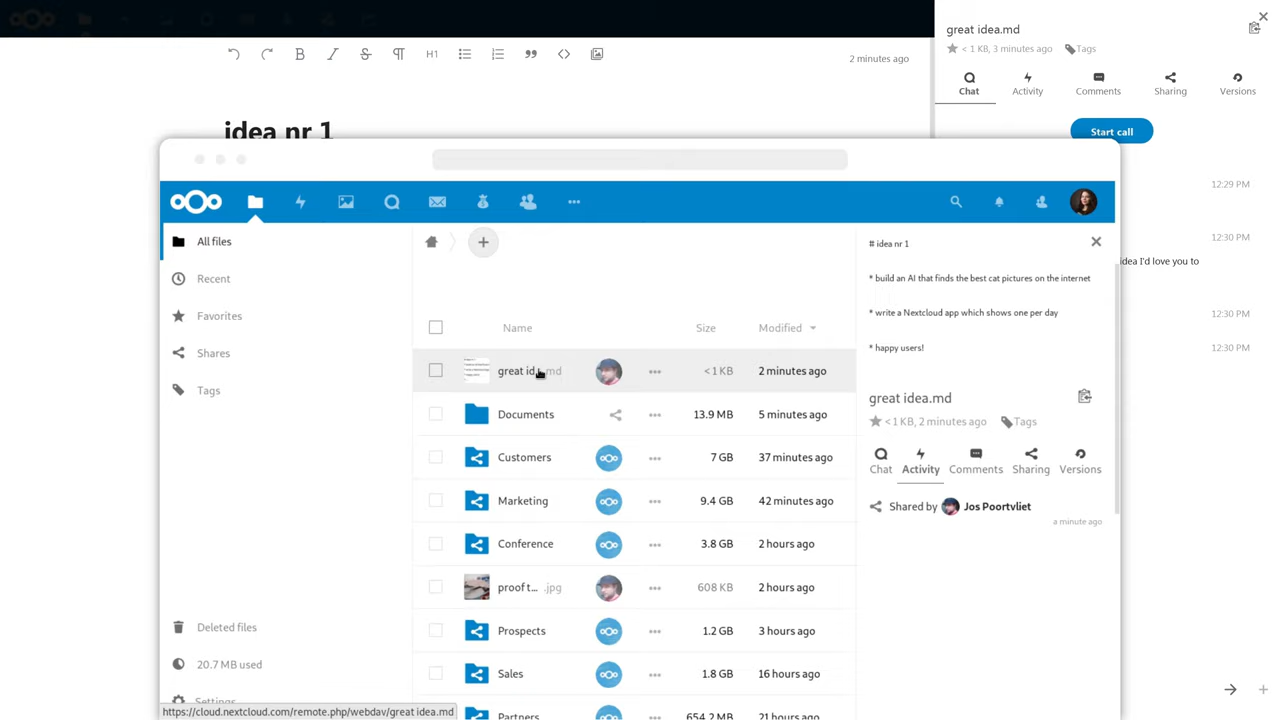 great idea.md
< 1 KB, 3 minutes ago Tags
H1
2 minutes ago
Chat Activity Comments Sharing Versions
Start call
idea nr 1
12:29 PM
12:30 PM
idea I'd love you to
12:30 PM
12:30 PM
All files
Recent
Favorites
Shares
Tags
Deleted files
20.7 MB used
Settings
https://cloud.nextcloud.com/remote.php/webdav/great idea.md
Name Size Modified
great id .md < 1 KB 2 minutes ago
Documents 13.9 MB 5 minutes ago
Customers 7 GB 37 minutes ago
Marketing 9.4 GB 42 minutes ago
Conference 3.8 GB 2 hours ago
proof t... .jpg 608 KB 2 hours ago
Prospects 1.2 GB 3 hours ago
Sales 1.8 GB 16 hours ago
Partners 654.2 MB 21 hours ago
# idea nr 1
* build an AI that finds the best cat pictures on the internet
* write a Nextcloud app which shows one per day
* happy users!
great idea.md
< 1 KB, 2 minutes ago Tags
Chat Activity Comments Sharing Versions
Shared by Jos Poortvliet
a minute ago